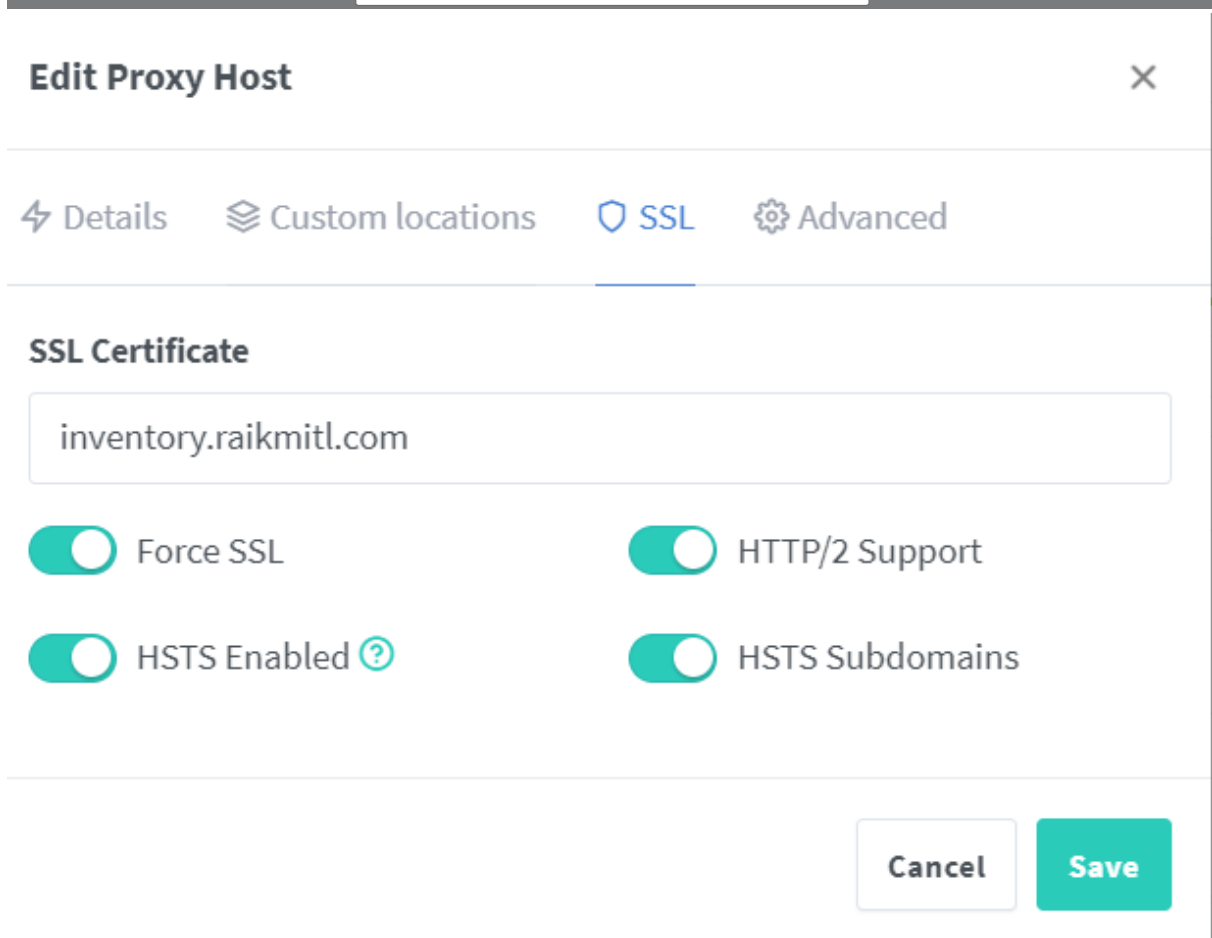 Edit Proxy Host
Details Custom locations SSL Advanced
SSL Certificate
inventory.raikmitl.com
Force SSL HTTP/2 Support
HSTS Enabled HSTS Subdomains
Cancel Save